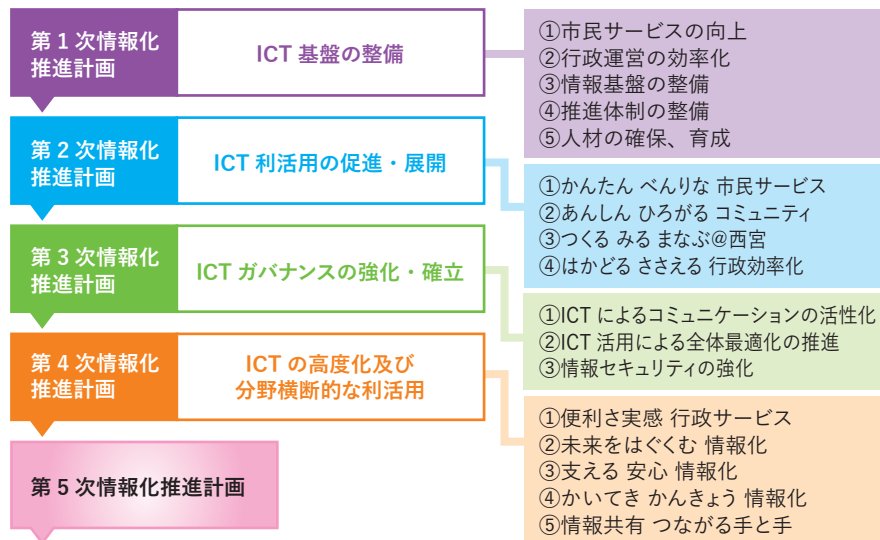 第1次情報化
推進計画
ICT 基盤の整備
①市民サービスの向上
②行政運営の効率化
③情報基盤の整備
④推進体制の整備
⑤人材の確保、育成
第2次情報化
推進計画
ICT 利活用の促進・展開
①かんたん べんりな 市民サービス
②あんしん ひろがる コミュニティ
③つくる みる まなぶ@西宮
④はかどる ささえる 行政効率化
第3次情報化
推進計画
ICT ガバナンスの強化・確立
①ICT によるコミュニケーションの活性化
②ICT 活用による全体最適化の推進
③情報セキュリティの強化
第4次情報化
推進計画
ICT の高度化及び
分野横断的な利活用
①便利さ実感 行政サービス
②未来をはぐくむ 情報化
③支える 安心 情報化
④かいてき かんきょう 情報化
⑤情報共有 つながる手と手
第5次情報化推進計画